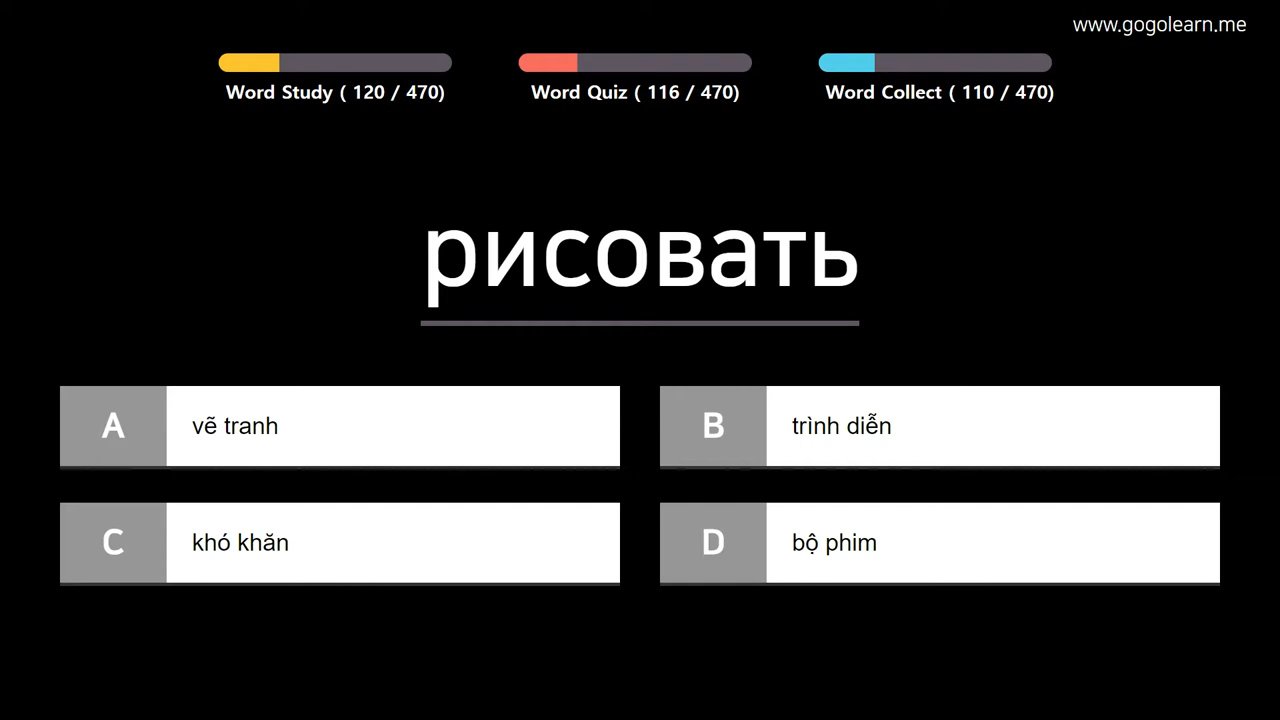 www.gogolearn.me
Word Study ( 120 / 470)
Word Quiz ( 116 / 470)
Word Collect ( 110 / 470)
рисовать
A vẽ tranh
B trình diễn
C khó khăn
D bộ phim